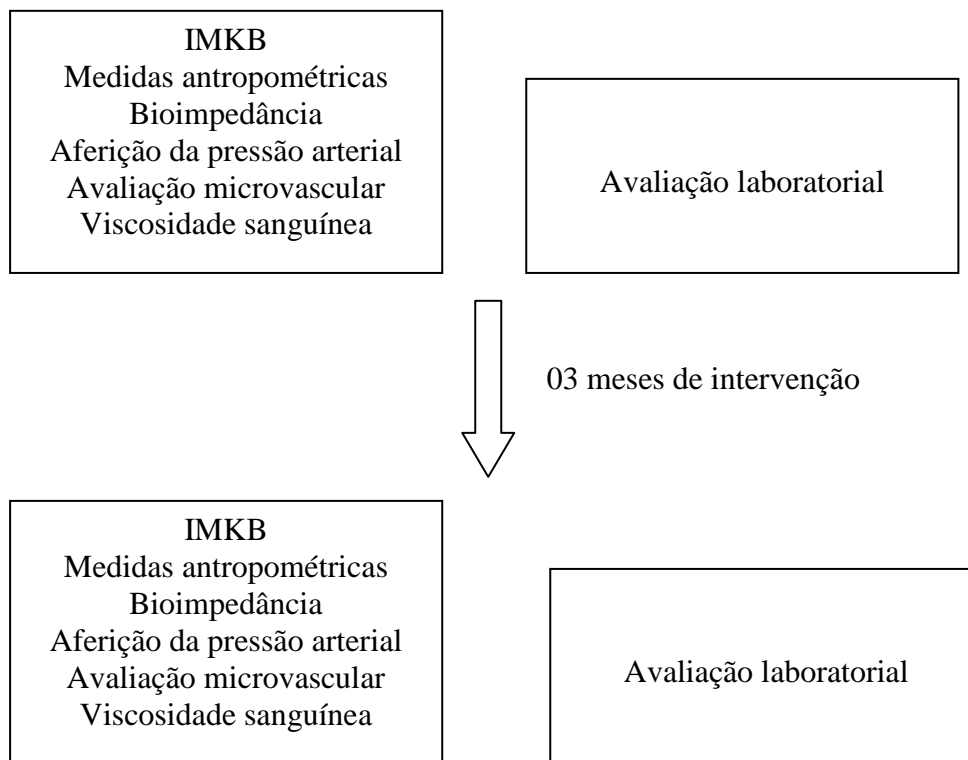 IMKB
Medidas antropométricas
Bioimpedância
Aferição da pressão arterial
Avaliação microvascular
Viscosidade sanguínea
Avaliação laboratorial
03 meses de intervenção
IMKB
Medidas antropométricas
Bioimpedância
Aferição da pressão arterial
Avaliação microvascular
Viscosidade sanguínea
Avaliação laboratorial